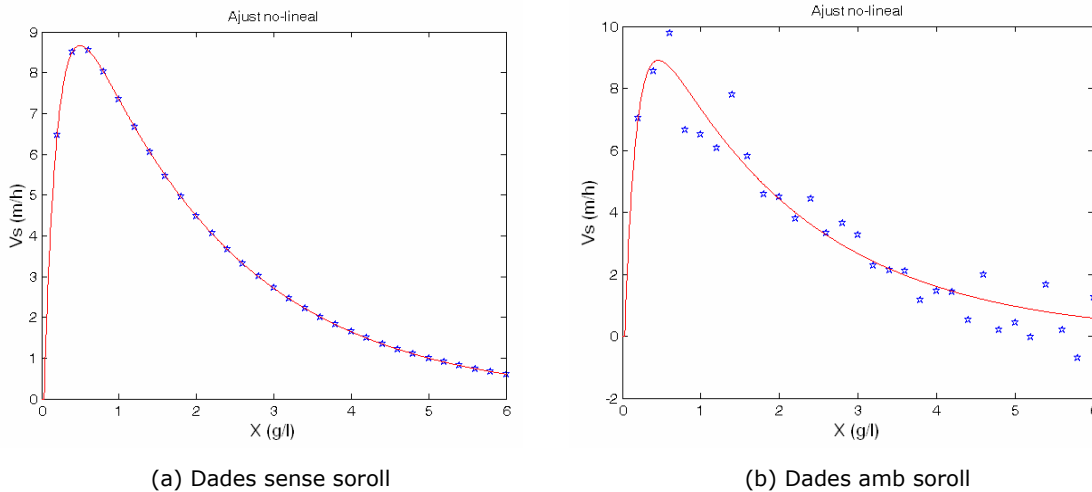 Ajust no-lineal
9
8
7
6
5
4
3
2
1
0
Vs (m/h)
0 1 2 3 4 5 6
X (g/l)
(a) Dades sense soroll
Ajust no-lineal
10
8
6
4
2
0
-2
Vs (m/h)
0 1 2 3 4 5 6
X (g/l)
(b) Dades amb soroll